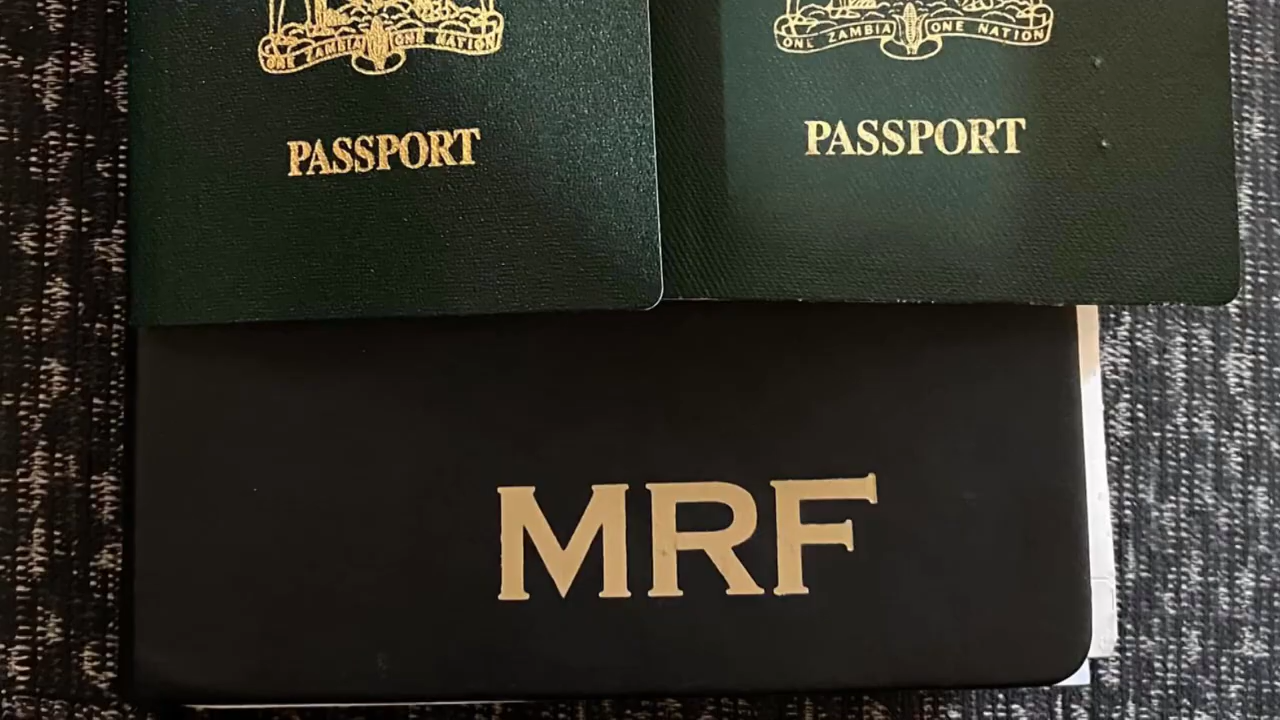 ONE ZAMBIA ONE NATION
PASSPORT
ONE ZAMBIA ONE NATION
PASSPORT
MRF